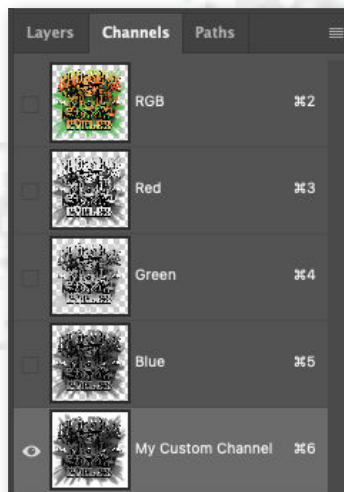 Layers Channels Paths
RGB ⌘2
Red ⌘3
Green ⌘4
Blue ⌘5
My Custom Channel ⌘6